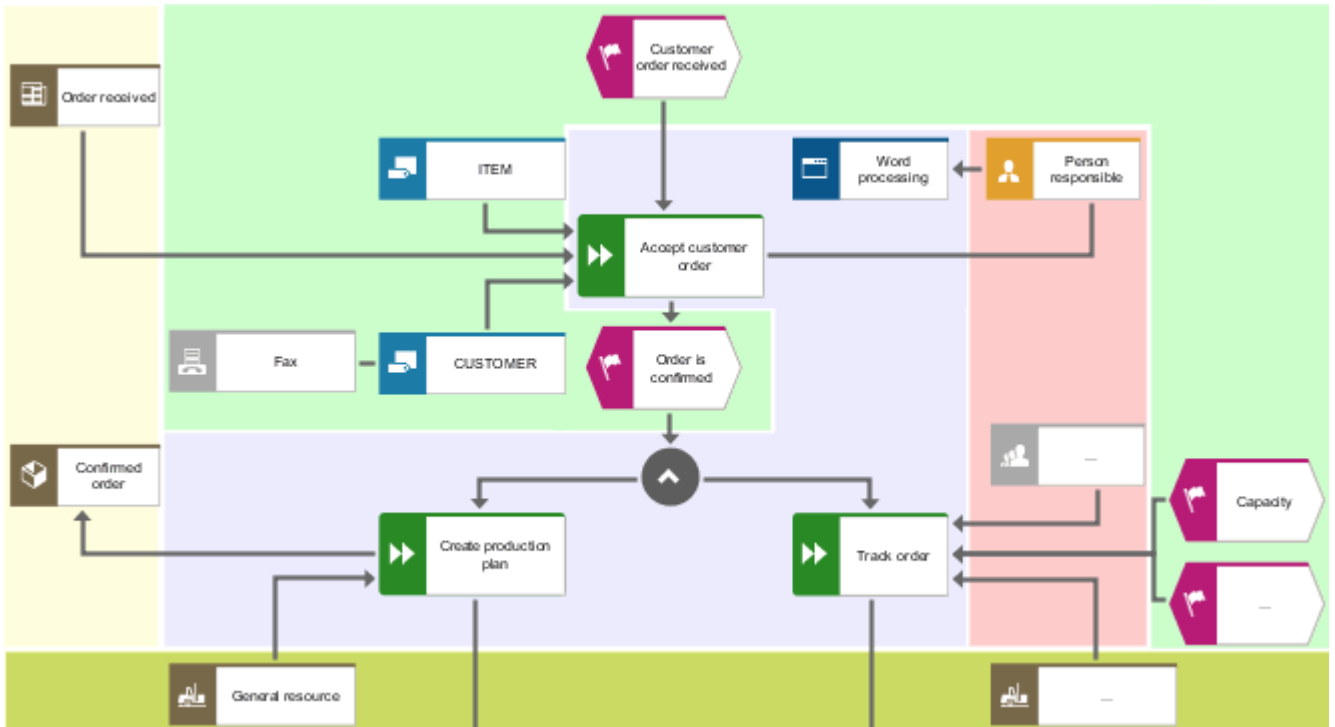 Customer
order received
Order received
ITEM
Word
processing
Person
responsible
Accept customer
order
Fax
CUSTOMER
Order is
confirmed
Confirmed
order
...
Capacity
Create production
plan
Track order
...
General resource
...